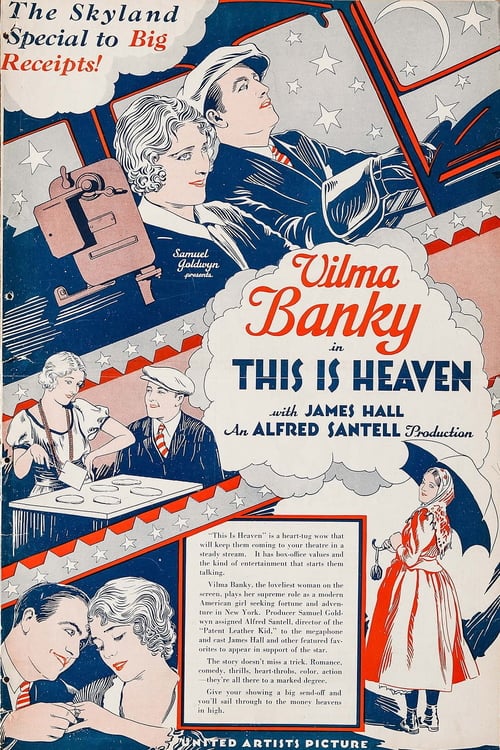 The Skyland
Special to Big
Receipts!
Samuel
Goldwyn
presents
Vilma
Banky
in
THIS IS HEAVEN
with JAMES HALL
An ALFRED SANTELL Production
"This Is Heaven" is a heart-tug wow that
will keep them coming to your theatre in a
steady stream. It has box-office values and
the kind of entertainment that starts them
talking.
Vilma Banky, the loveliest woman on the
screen, plays her supreme role as a modern
American girl seeking fortune and adven-
ture in New York. Producer Samuel Gold-
wyn assigned Alfred Santell, director of the
"Patent Leather Kid," to the megaphone
and cast James Hall and other featured fav-
orites to appear in support of the star.
The story doesn't miss a trick. Romance,
comedy, thrills, heart-throbs, color, action
—they're all there to a marked degree.
Give your showing a big send-off and
you'll sail through to the money heavens
in high.
UNITED ARTISTS PICTURE